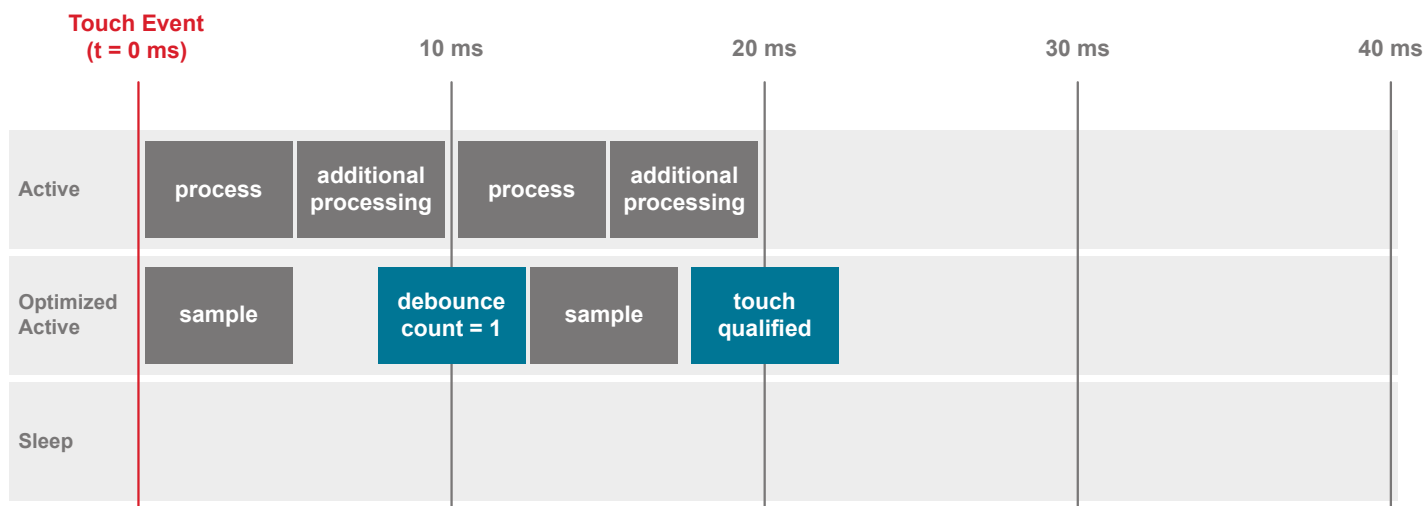 Touch Event
(t = 0 ms)
10 ms
20 ms
30 ms
40 ms
Active
process
additional
processing
process
additional
processing
Optimized
Active
sample
debounce
count = 1
sample
touch
qualified
Sleep